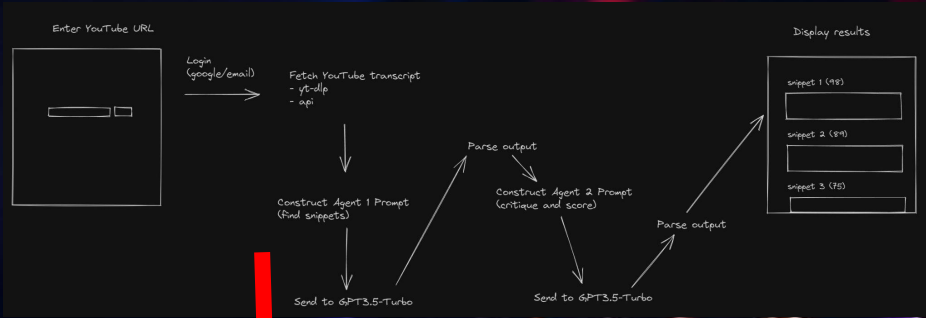 Enter YouTube URL
Login
(google/email)
Fetch YouTube transcript
- yt-dlp
- api
Construct Agent 1 Prompt
(find snippets)
Send to GPT3.5-Turbo
Parse output
Construct Agent 2 Prompt
(critique and score)
Send to GPT3.5-Turbo
Parse output
Display results
snippet 1 (98)
snippet 2 (89)
snippet 3 (75)